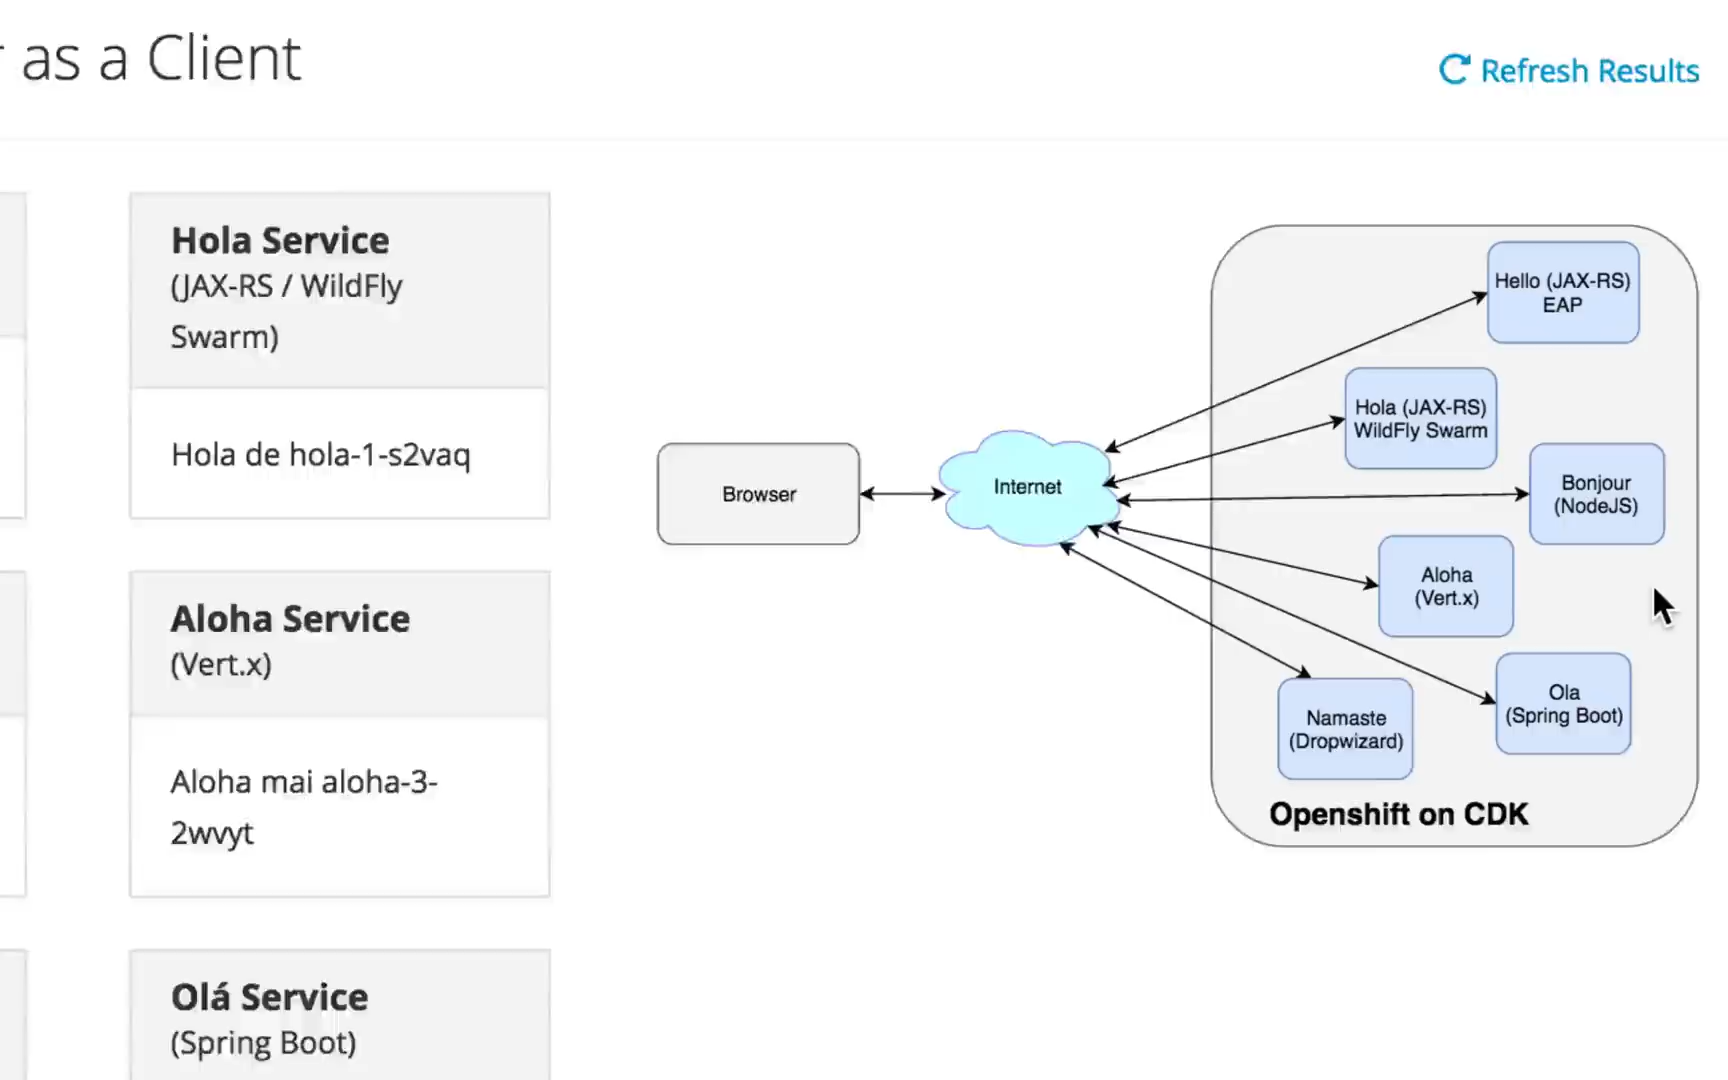 as a Client
Refresh Results
Hola Service
(JAX-RS / WildFly
Swarm)
Hola de hola-1-s2vaq
Aloha Service
(Vert.x)
Aloha mai aloha-3-
2wvyt
Olá Service
(Spring Boot)
Browser
Internet
Hello (JAX-RS)
EAP
Hola (JAX-RS)
WildFly Swarm
Bonjour
(NodeJS)
Aloha
(Vert.x)
Ola
(Spring Boot)
Namaste
(Dropwizard)
Openshift on CDK